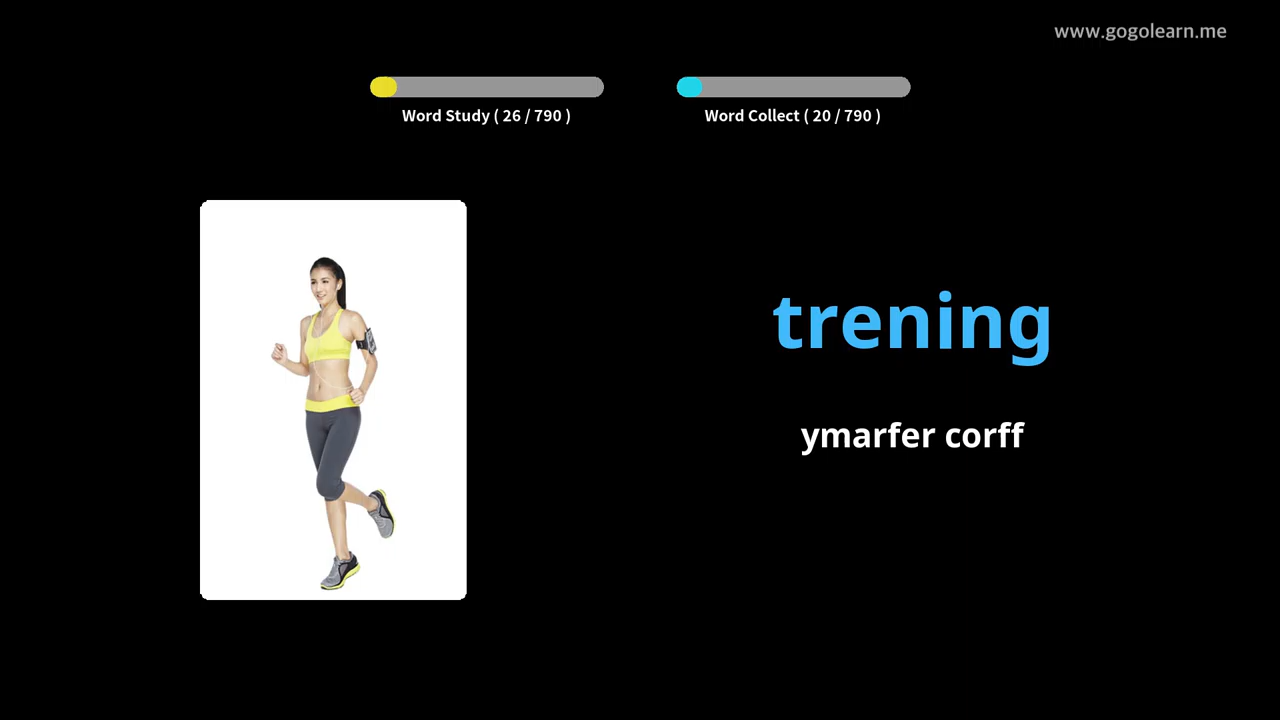 www.gogolearn.me
Word Study ( 26 / 790 )
Word Collect ( 20 / 790 )
trening
ymarfer corff